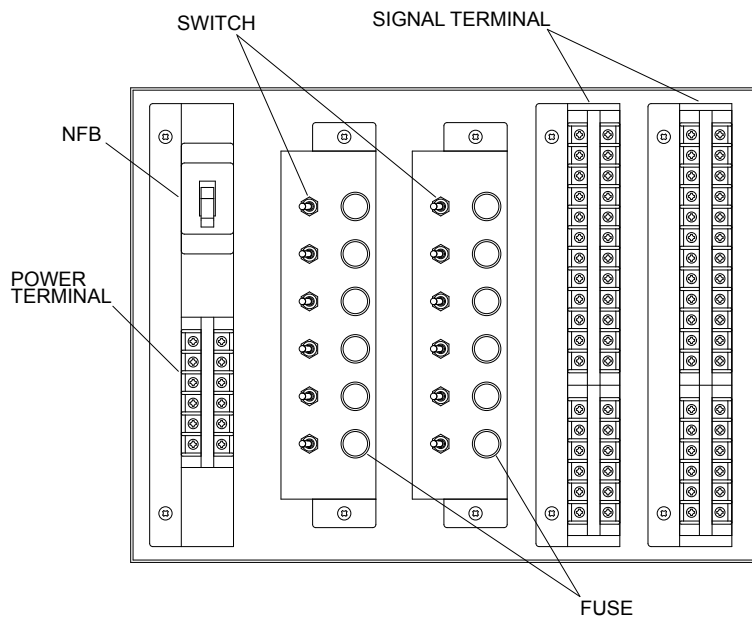 SWITCH
SIGNAL TERMINAL
NFB
POWER
TERMINAL
FUSE